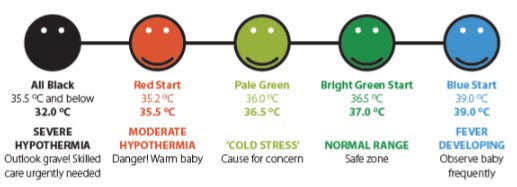 All Black
35.5 ºC and below
32.0 ºC
SEVERE
HYPOTHERMIA
Outlook grave! Skilled
care urgently needed
Red Start
35.2 ºC
35.5 ºC
MODERATE
HYPOTHERMIA
Danger! Warm baby
Pale Green
36.0 ºC
36.5 ºC
‘COLD STRESS’
Cause for concern
Bright Green Start
36.5 ºC
37.0 ºC
NORMAL RANGE
Safe zone
Blue Start
39.0 ºC
39.0 ºC
FEVER
DEVELOPING
Observe baby
frequently